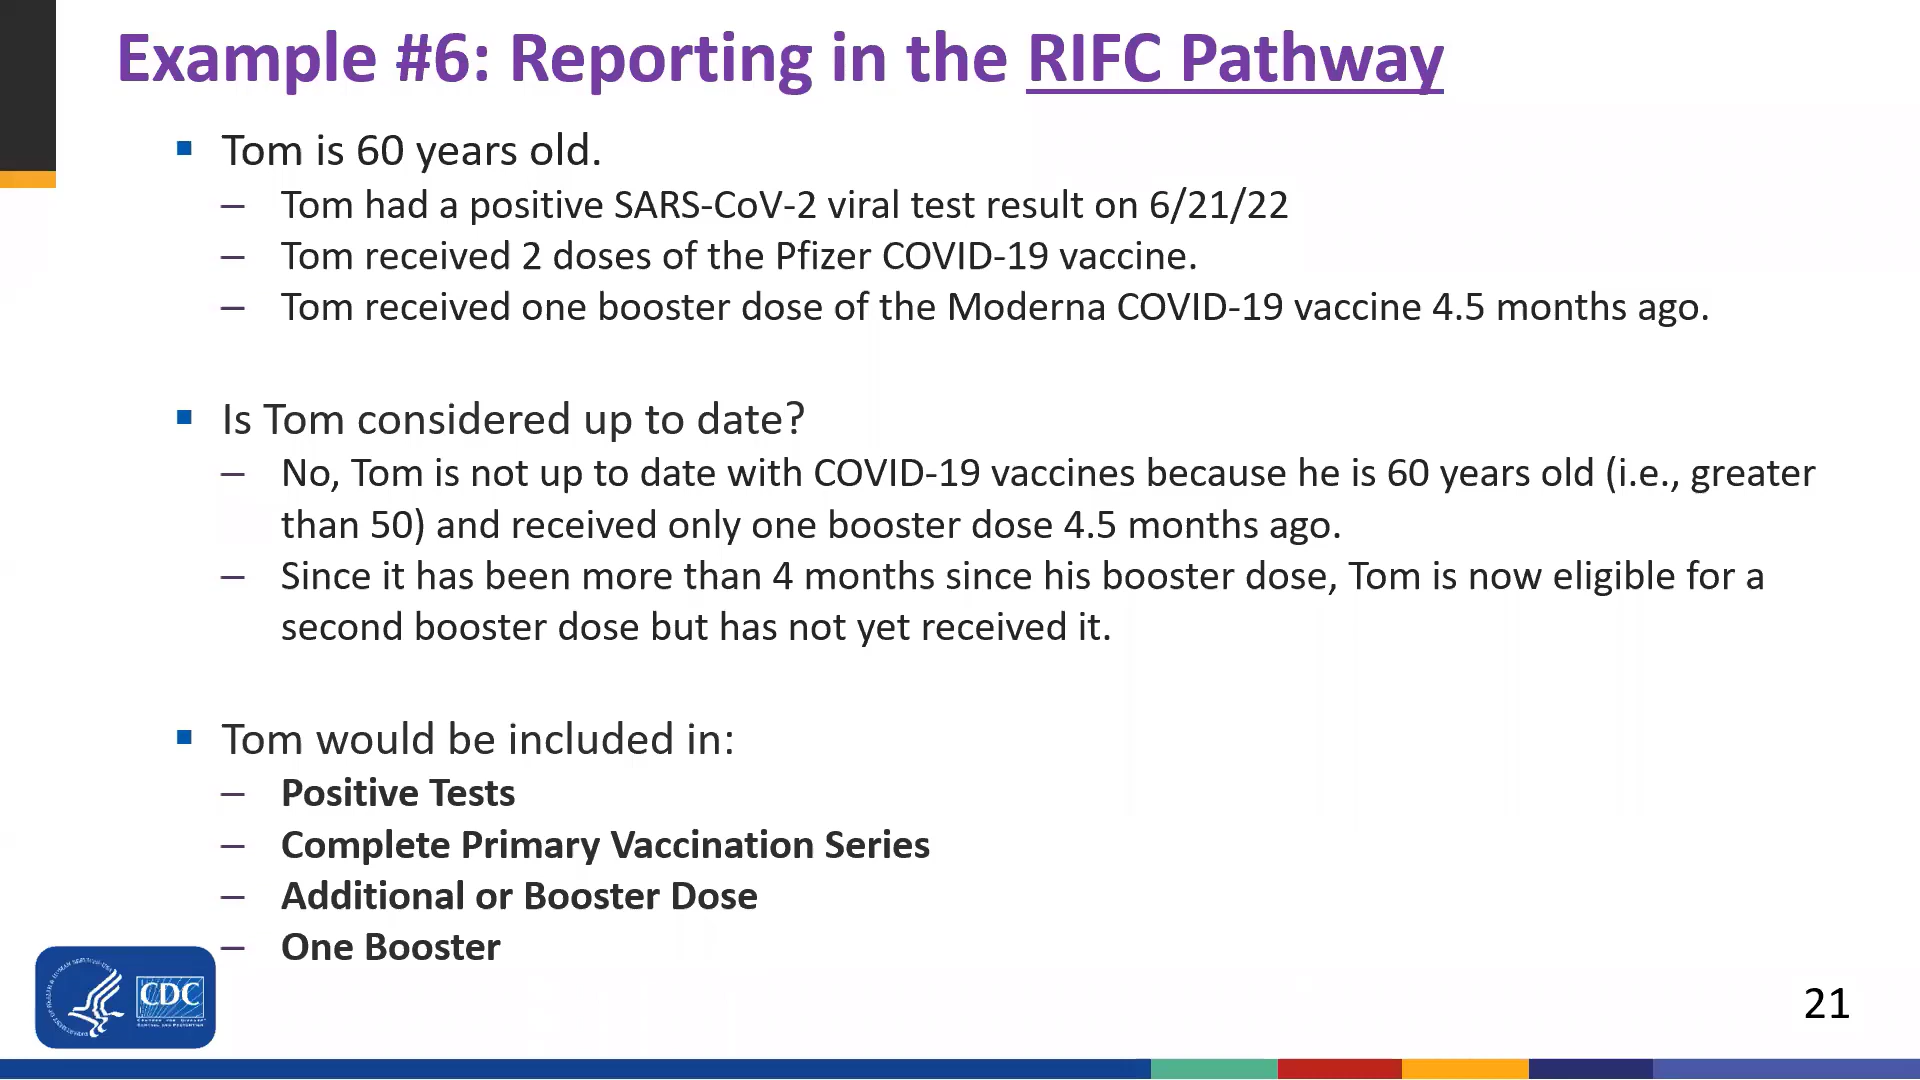 Example #6: Reporting in the RIFC Pathway
▪ Tom is 60 years old.
– Tom had a positive SARS-CoV-2 viral test result on 6/21/22
– Tom received 2 doses of the Pfizer COVID-19 vaccine.
– Tom received one booster dose of the Moderna COVID-19 vaccine 4.5 months ago.
▪ Is Tom considered up to date?
– No, Tom is not up to date with COVID-19 vaccines because he is 60 years old (i.e., greater
than 50) and received only one booster dose 4.5 months ago.
– Since it has been more than 4 months since his booster dose, Tom is now eligible for a
second booster dose but has not yet received it.
▪ Tom would be included in:
– Positive Tests
– Complete Primary Vaccination Series
– Additional or Booster Dose
– One Booster
CDC
21